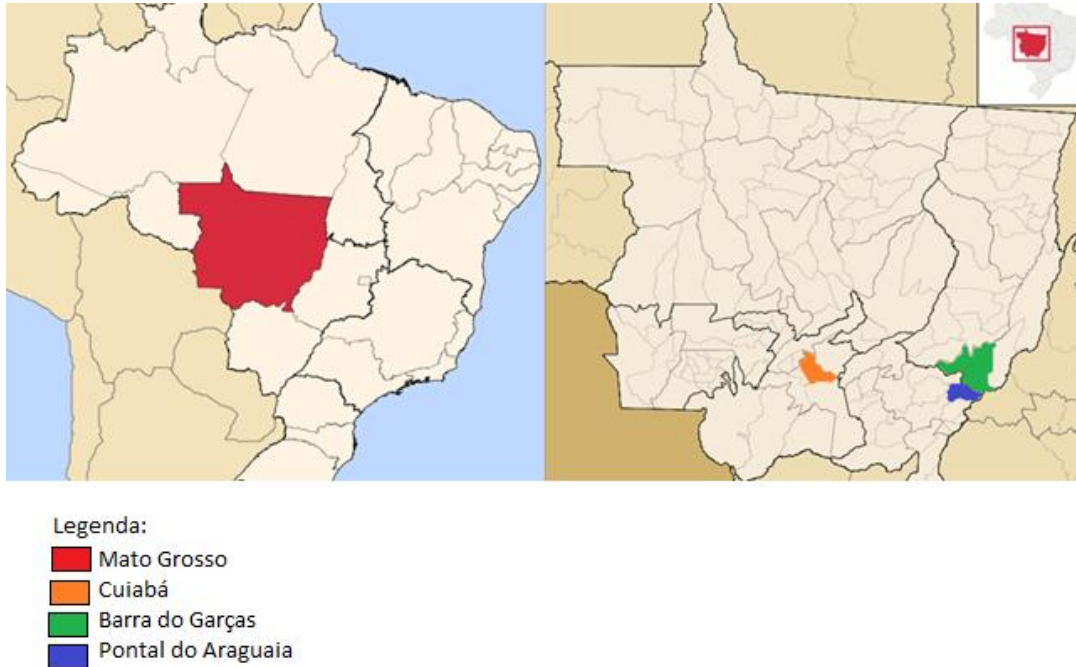 Legenda:
Mato Grosso
Cuiabá
Barra do Garças
Pontal do Araguaia